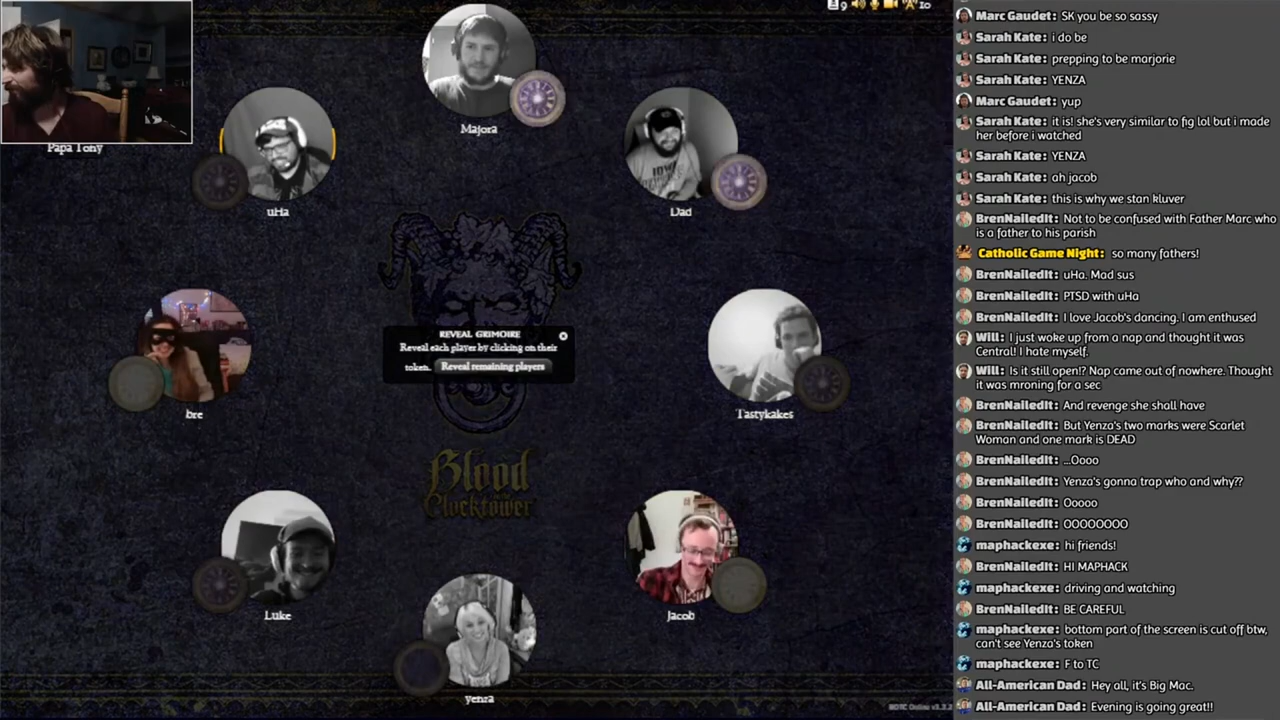 9
10
Papa Tony
Majora
uHa
Dad
REVEAL GRIMOIRE
Reveal each player by clicking on their
token. Reveal remaining players
bre
Tastykakes
Blood
on the
Clocktower
Luke
Jacob
yenza
BOTC Online v3.3.2
Marc Gaudet: SK you be so sassy
Sarah Kate: i do be
Sarah Kate: prepping to be marjorie
Sarah Kate: YENZA
Marc Gaudet: yup
Sarah Kate: it is! she's very similar to fig lol but i made
her before i watched
Sarah Kate: YENZA
Sarah Kate: ah jacob
Sarah Kate: this is why we stan kluver
BrenNailedIt: Not to be confused with Father Marc who
is a father to his parish
Catholic Game Night: so many fathers!
BrenNailedIt: uHa. Mad sus
BrenNailedIt: PTSD with uHa
BrenNailedIt: I love Jacob's dancing. I am enthused
Will: I just woke up from a nap and thought it was
Central! I hate myself.
Will: Is it still open!? Nap came out of nowhere. Thought
it was mroning for a sec
BrenNailedIt: And revenge she shall have
BrenNailedIt: But Yenza's two marks were Scarlet
Woman and one mark is DEAD
BrenNailedIt: ...Oooo
BrenNailedIt: Yenza's gonna trap who and why??
BrenNailedIt: Ooooo
BrenNailedIt: OOOOOOOO
maphackexe: hi friends!
BrenNailedIt: HI MAPHACK
maphackexe: driving and watching
BrenNailedIt: BE CAREFUL
maphackexe: bottom part of the screen is cut off btw,
can't see Yenza's token
maphackexe: F to TC
All-American Dad: Hey all, it's Big Mac.
All-American Dad: Evening is going great!!